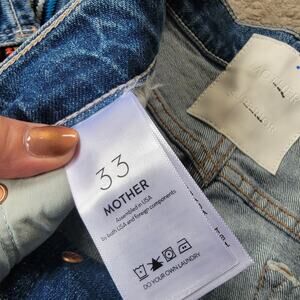 33
MOTHER
Assembled in USA
by both USA and foreign components
DO YOUR OWN LAUNDRY